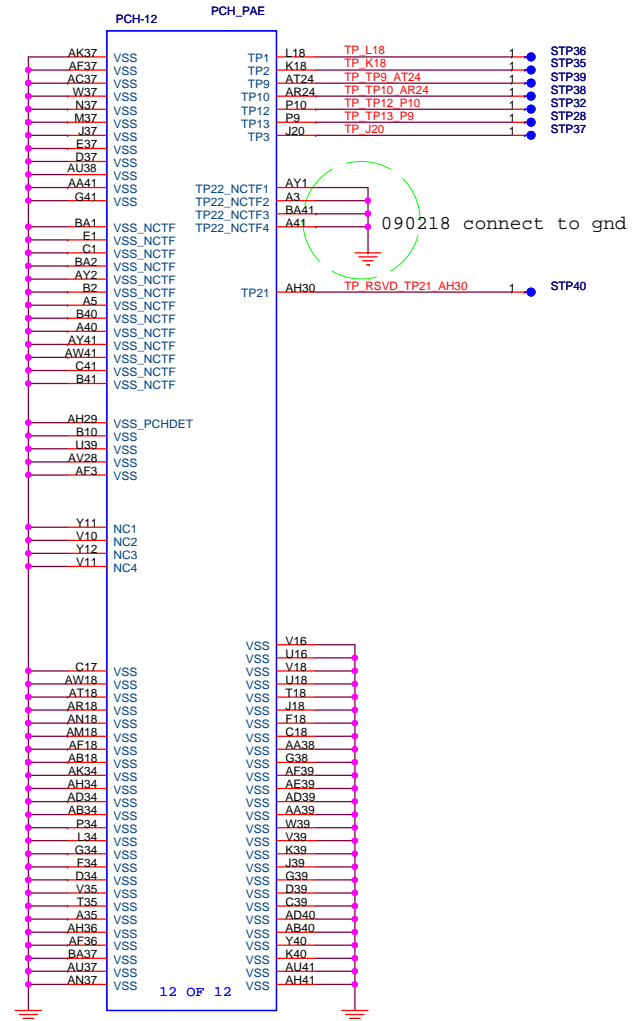 PCH-12 PCH_PAE
AK37 VSS TP1 L18 TP_L18 1 STP36
AF37 VSS TP2 K18 TP_K18 1 STP35
AC37 VSS TP9 AT24 TP_TP9_AT24 1 STP39
W37 VSS TP10 AR24 TP_TP10_AR24 1 STP38
N37 VSS TP12 P10 TP_TP12_P10 1 STP32
M37 VSS TP13 P9 TP_TP13_P9 1 STP28
J37 VSS TP3 J20 TP_J20 1 STP37
E37 VSS
D37 VSS
AU38 VSS
AA41 VSS TP22_NCTF1 AY1
G41 VSS TP22_NCTF2 A3
TP22_NCTF3 BA41
BA1 VSS_NCTF TP22_NCTF4 A41 090218 connect to gnd
E1 VSS_NCTF
C1 VSS_NCTF
BA2 VSS_NCTF
AY2 VSS_NCTF
B2 VSS_NCTF TP21 AH30 TP_RSVD_TP21_AH30 1 STP40
A5 VSS_NCTF
B40 VSS_NCTF
A40 VSS_NCTF
AY41 VSS_NCTF
AW41 VSS_NCTF
C41 VSS_NCTF
B41 VSS_NCTF
AH29 VSS_PCHDET
B10 VSS
U39 VSS
AV28 VSS
AF3 VSS
Y11 NC1
V10 NC2
Y12 NC3
V11 NC4
VSS V16
VSS U16
C17 VSS VSS V18
AW18 VSS VSS U18
AT18 VSS VSS T18
AR18 VSS VSS J18
AN18 VSS VSS F18
AM18 VSS VSS C18
AF18 VSS VSS AA38
AB18 VSS VSS G38
AK34 VSS VSS AF39
AH34 VSS VSS AE39
AD34 VSS VSS AD39
AB34 VSS VSS AA39
P34 VSS VSS W39
L34 VSS VSS V39
G34 VSS VSS K39
F34 VSS VSS J39
D34 VSS VSS G39
V35 VSS VSS D39
T35 VSS VSS C39
A35 VSS VSS AD40
AH36 VSS VSS AB40
AF36 VSS VSS Y40
BA37 VSS VSS K40
AU37 VSS VSS AU41
AN37 VSS VSS AH41
12 OF 12